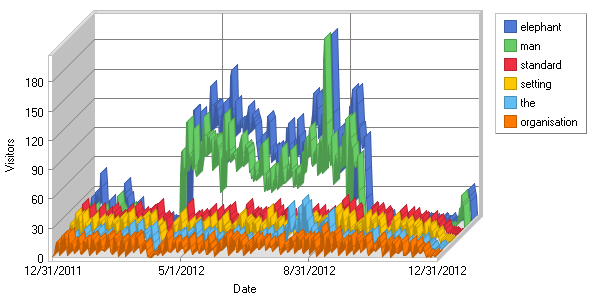 elephant
man
standard
setting
the
organisation
180
150
120
90
60
30
0
Visitors
12/31/2011
5/1/2012
8/31/2012
12/31/2012
Date